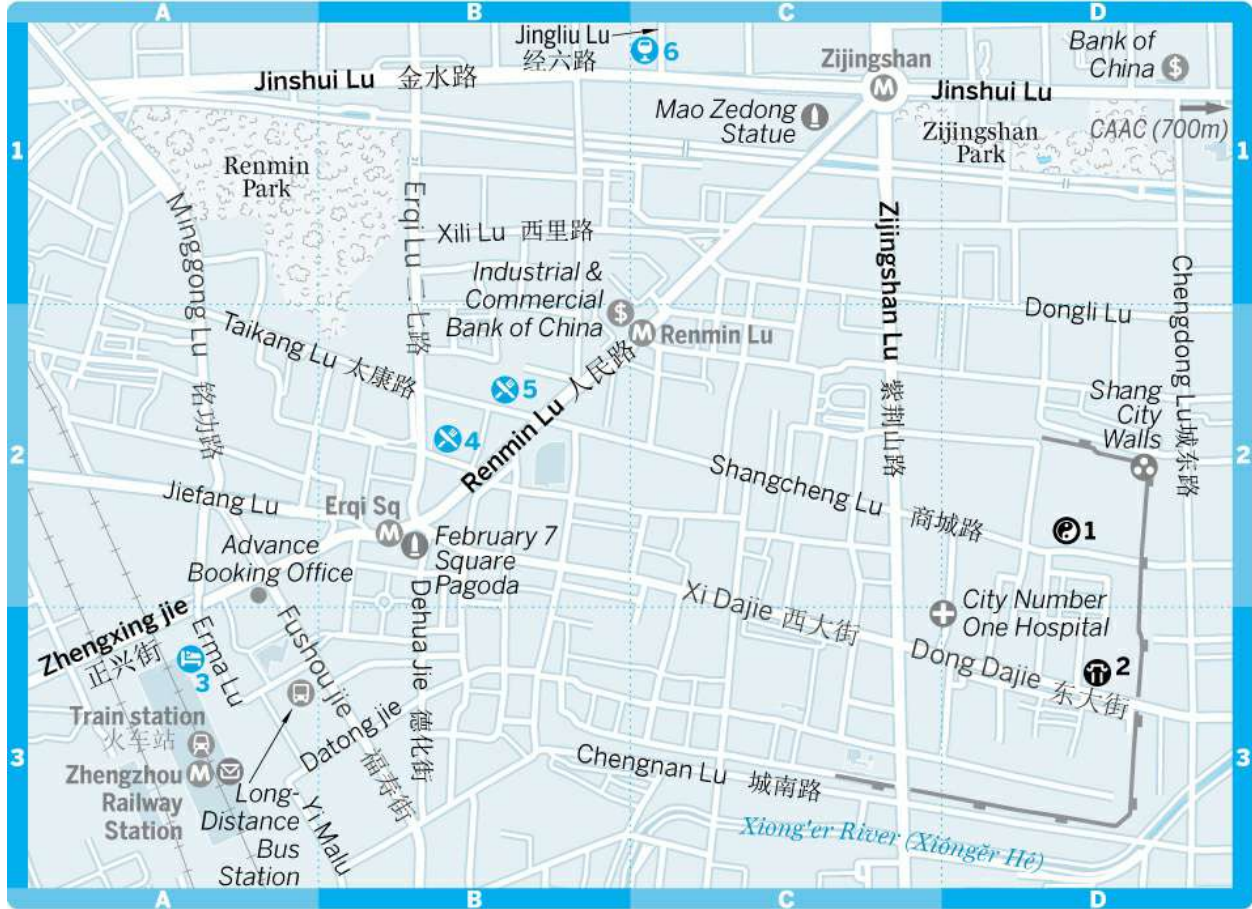 A
B
C
D
Jingliu Lu
经六路
6
Zijingshan
M
Bank of
China
$
Jinshui Lu 金水路
Jinshui Lu
Mao Zedong
Statue
Zijingshan
Park
CAAC (700m)
1
1
Renmin
Park
Minggong Lu 铭功路
Erqi Lu 二七路
Xili Lu 西里路
Zijingshan Lu 紫荆山路
Chengdong Lu 城东路
Industrial &
Commercial
Bank of China
$
M
Renmin Lu
Dongli Lu
Taikang Lu 太康路
5
4
Renmin Lu 人民路
Shang
City
Walls
2
2
Jiefang Lu
Erqi Sq
M
February 7
Square
Pagoda
Shangcheng Lu 商城路
1
Advance
Booking Office
Xi Dajie 西大街
City Number
One Hospital
Zhengxing jie
正兴街
Erma Lu
3
Fushou jie 福寿街
Dehua Jie 德化街
Dong Dajie 东大街
2
Train station
火车站
Datong jie
3
3
Zhengzhou
Railway
Station
M
Long-
Distance
Bus
Station
Yi Malu
Chengnan Lu 城南路
Xiong'er River (Xióngěr Hé)
A
B
C
D